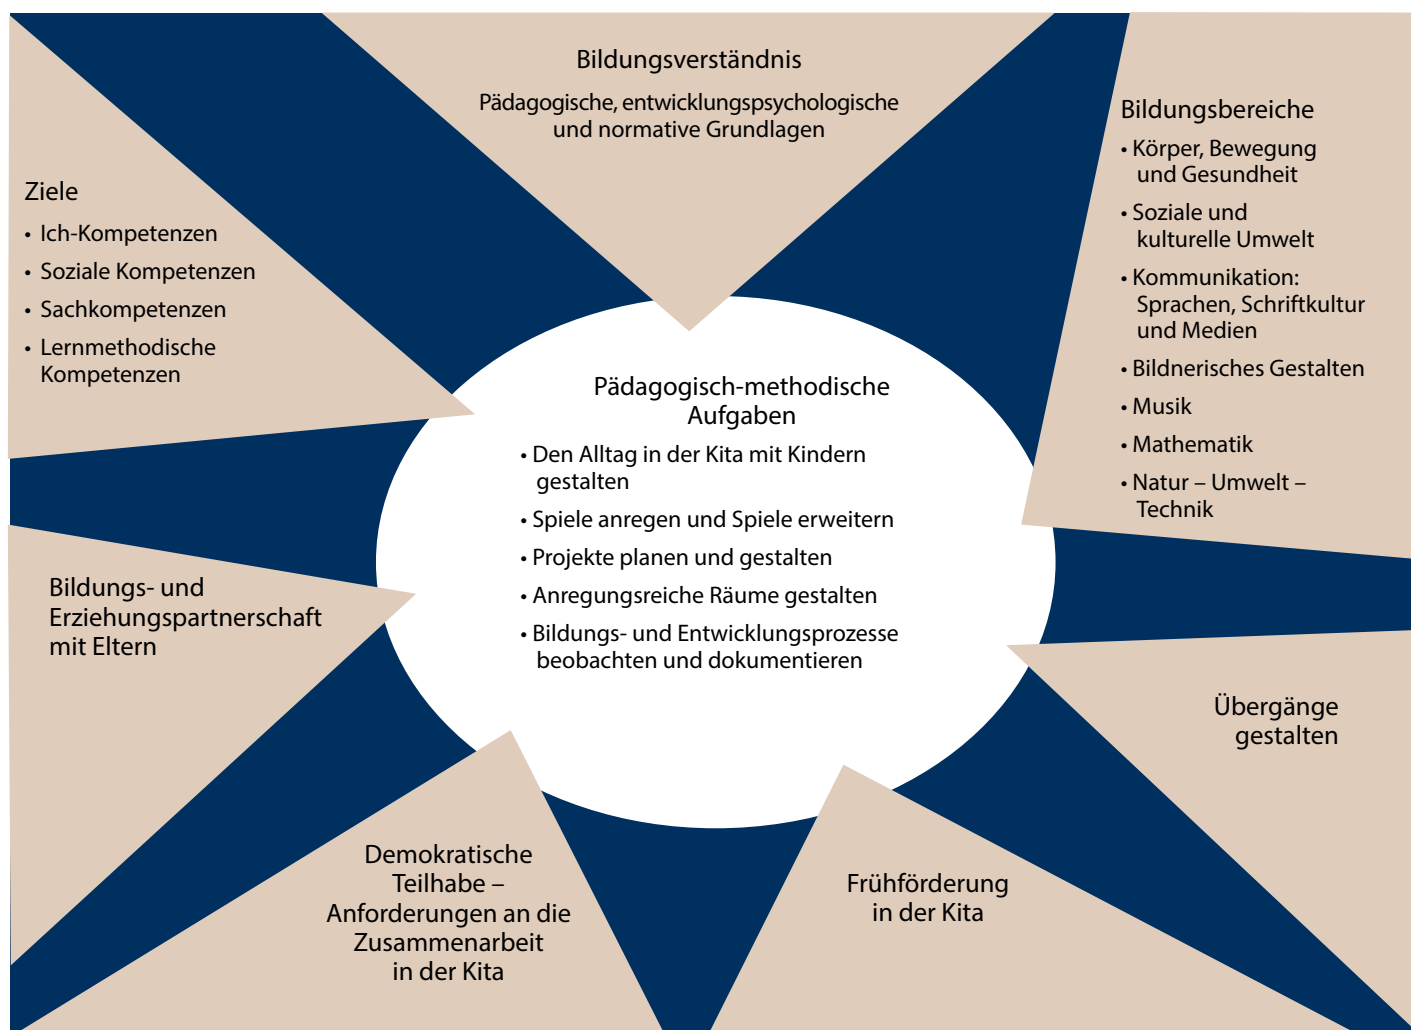 Bildungsverständnis
Pädagogische, entwicklungspsychologische
und normative Grundlagen
Bildungsbereiche
• Körper, Bewegung
und Gesundheit
• Soziale und
kulturelle Umwelt
• Kommunikation:
Sprachen, Schriftkultur
und Medien
• Bildnerisches Gestalten
• Musik
• Mathematik
• Natur – Umwelt –
Technik
Ziele
• Ich-Kompetenzen
• Soziale Kompetenzen
• Sachkompetenzen
• Lernmethodische
Kompetenzen
Pädagogisch-methodische
Aufgaben
• Den Alltag in der Kita mit Kindern
gestalten
• Spiele anregen und Spiele erweitern
• Projekte planen und gestalten
• Anregungsreiche Räume gestalten
• Bildungs- und Entwicklungsprozesse
beobachten und dokumentieren
Bildungs- und
Erziehungspartnerschaft
mit Eltern
Übergänge
gestalten
Demokratische
Teilhabe –
Anforderungen an die
Zusammenarbeit
in der Kita
Frühförderung
in der Kita